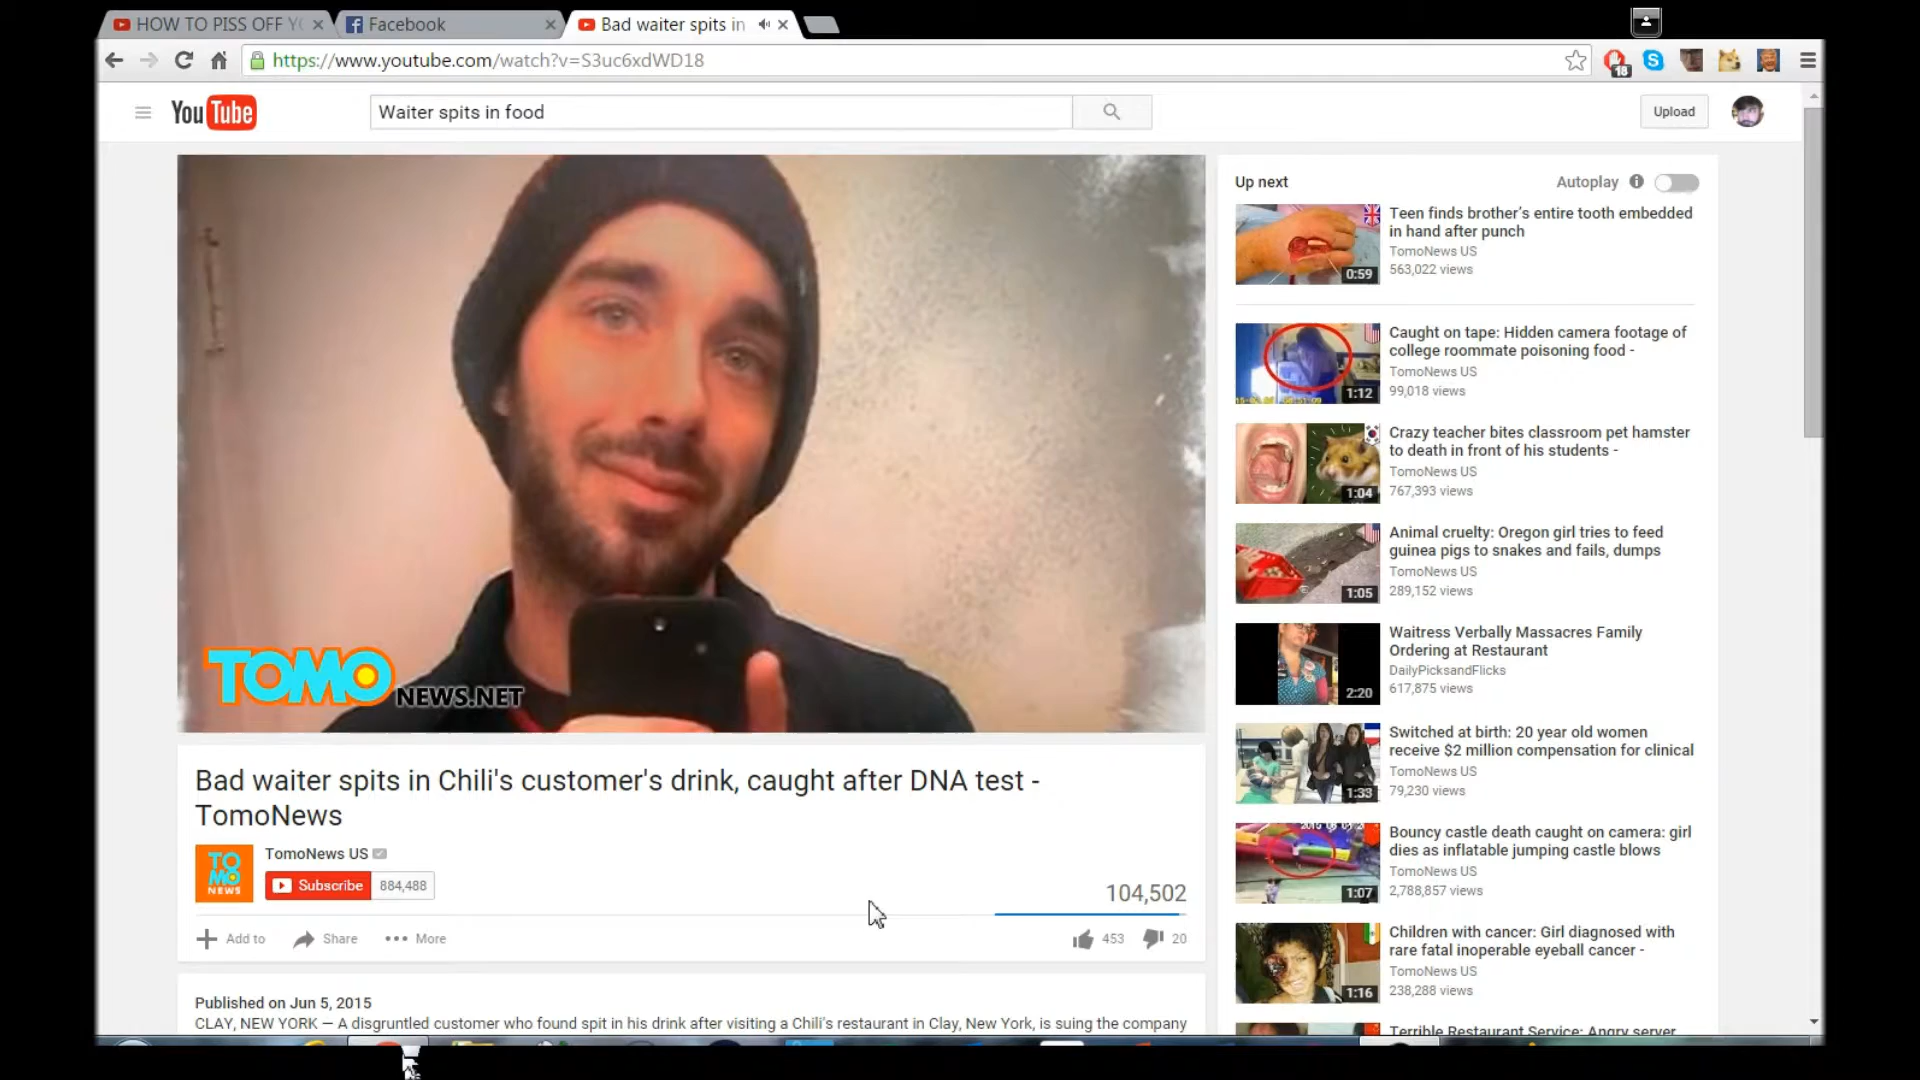 HOW TO PISS OFF Y
Facebook
Bad waiter spits in
https://www.youtube.com/watch?v=S3uc6xdWD18
18
YouTube
Waiter spits in food
Upload
TOMO NEWS.NET
Bad waiter spits in Chili's customer's drink, caught after DNA test -
TomoNews
TO
MO
NEWS
TomoNews US
Subscribe
884,488
104,502
Add to
Share
More
453
20
Published on Jun 5, 2015
CLAY, NEW YORK — A disgruntled customer who found spit in his drink after visiting a Chili's restaurant in Clay, New York, is suing the company
Up next
Autoplay
Teen finds brother's entire tooth embedded
in hand after punch
TomoNews US
563,022 views
0:59
Caught on tape: Hidden camera footage of
college roommate poisoning food -
TomoNews US
99,018 views
1:12
Crazy teacher bites classroom pet hamster
to death in front of his students -
TomoNews US
767,393 views
1:04
Animal cruelty: Oregon girl tries to feed
guinea pigs to snakes and fails, dumps
TomoNews US
289,152 views
1:05
Waitress Verbally Massacres Family
Ordering at Restaurant
DailyPicksandFlicks
617,875 views
2:20
Switched at birth: 20 year old women
receive $2 million compensation for clinical
TomoNews US
79,230 views
1:33
Bouncy castle death caught on camera: girl
dies as inflatable jumping castle blows
TomoNews US
2,788,857 views
1:07
Children with cancer: Girl diagnosed with
rare fatal inoperable eyeball cancer -
TomoNews US
238,288 views
1:16
Terrible Restaurant Service: Angry server